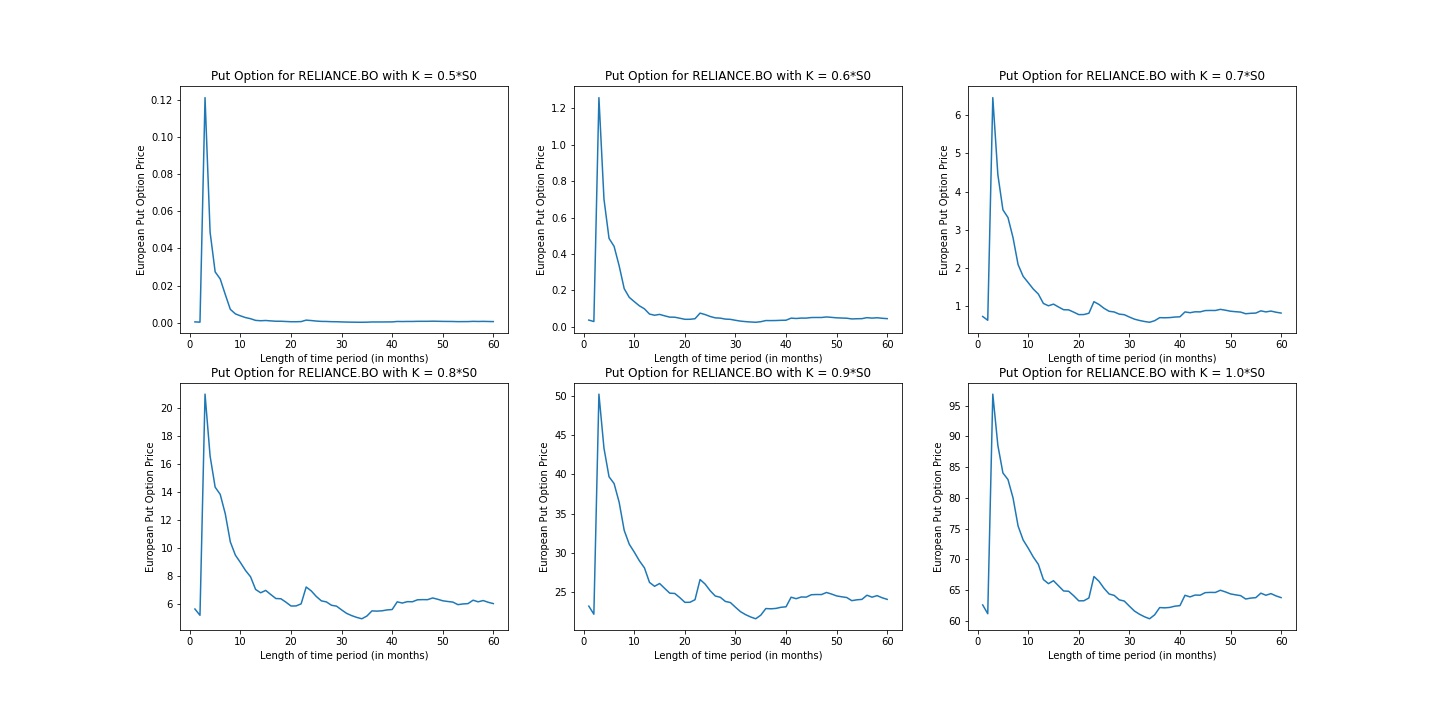 Put Option for RELIANCE.BO with K = 0.5*S0
European Put Option Price
0.12
0.10
0.08
0.06
0.04
0.02
0.00
0 10 20 30 40 50 60
Length of time period (in months)
Put Option for RELIANCE.BO with K = 0.6*S0
European Put Option Price
1.2
1.0
0.8
0.6
0.4
0.2
0.0
0 10 20 30 40 50 60
Length of time period (in months)
Put Option for RELIANCE.BO with K = 0.7*S0
European Put Option Price
6
5
4
3
2
1
0 10 20 30 40 50 60
Length of time period (in months)
Put Option for RELIANCE.BO with K = 0.8*S0
European Put Option Price
20
18
16
14
12
10
8
6
0 10 20 30 40 50 60
Length of time period (in months)
Put Option for RELIANCE.BO with K = 0.9*S0
European Put Option Price
50
45
40
35
30
25
0 10 20 30 40 50 60
Length of time period (in months)
Put Option for RELIANCE.BO with K = 1.0*S0
European Put Option Price
95
90
85
80
75
70
65
60
0 10 20 30 40 50 60
Length of time period (in months)